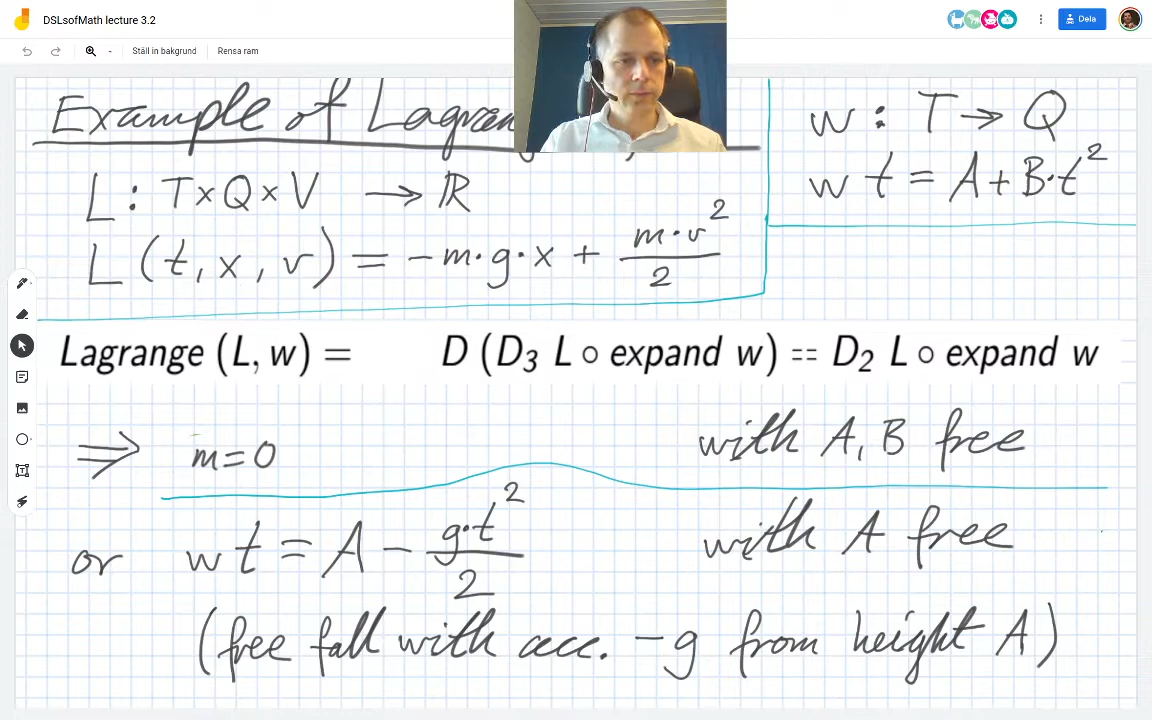 DSLsofMath lecture 3.2
Dela
Ställ in bakgrund Rensa ram
Example of
L : T × Q × V → ℝ
L (t, x, v) = −m·g·x + m·v²/2
w : T → Q
w t = A + B·t²
Lagrange (L, w) = D (D₃ L ∘ expand w) == D₂ L ∘ expand w
⇒ m = 0 with A, B free
or w t = A − g·t²/2 with A free
(free fall with acc. −g from height A)